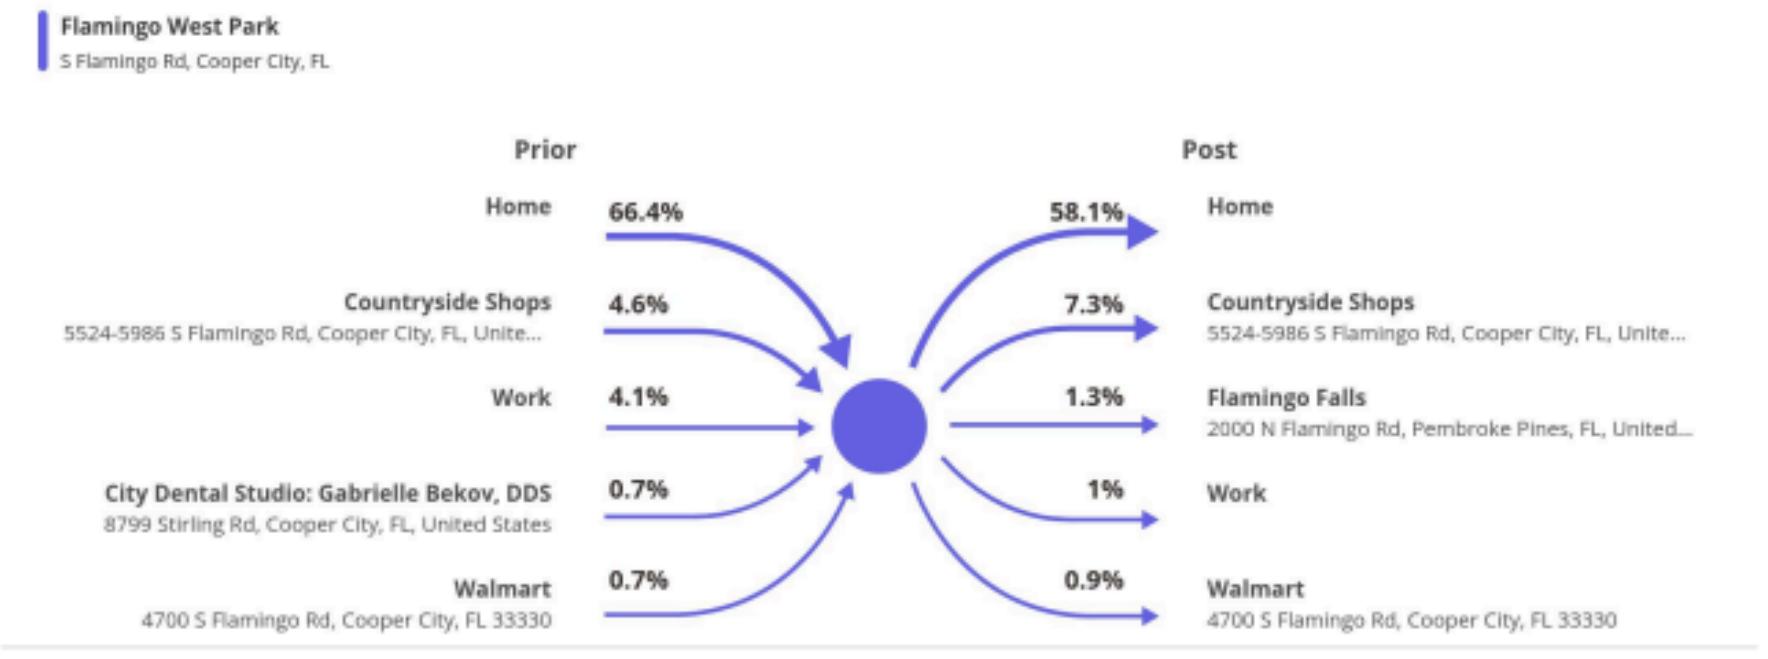 Flamingo West Park
S Flamingo Rd, Cooper City, FL
Prior
Post
Home
66.4%
58.1%
Home
Countryside Shops
4.6%
7.3%
Countryside Shops
5524-5986 S Flamingo Rd, Cooper City, FL, Unite...
5524-5986 S Flamingo Rd, Cooper City, FL, Unite...
Work
4.1%
1.3%
Flamingo Falls
2000 N Flamingo Rd, Pembroke Pines, FL, United...
City Dental Studio: Gabrielle Bekov, DDS
0.7%
1%
Work
8799 Stirling Rd, Cooper City, FL, United States
Walmart
0.7%
0.9%
Walmart
4700 S Flamingo Rd, Cooper City, FL 33330
4700 S Flamingo Rd, Cooper City, FL 33330